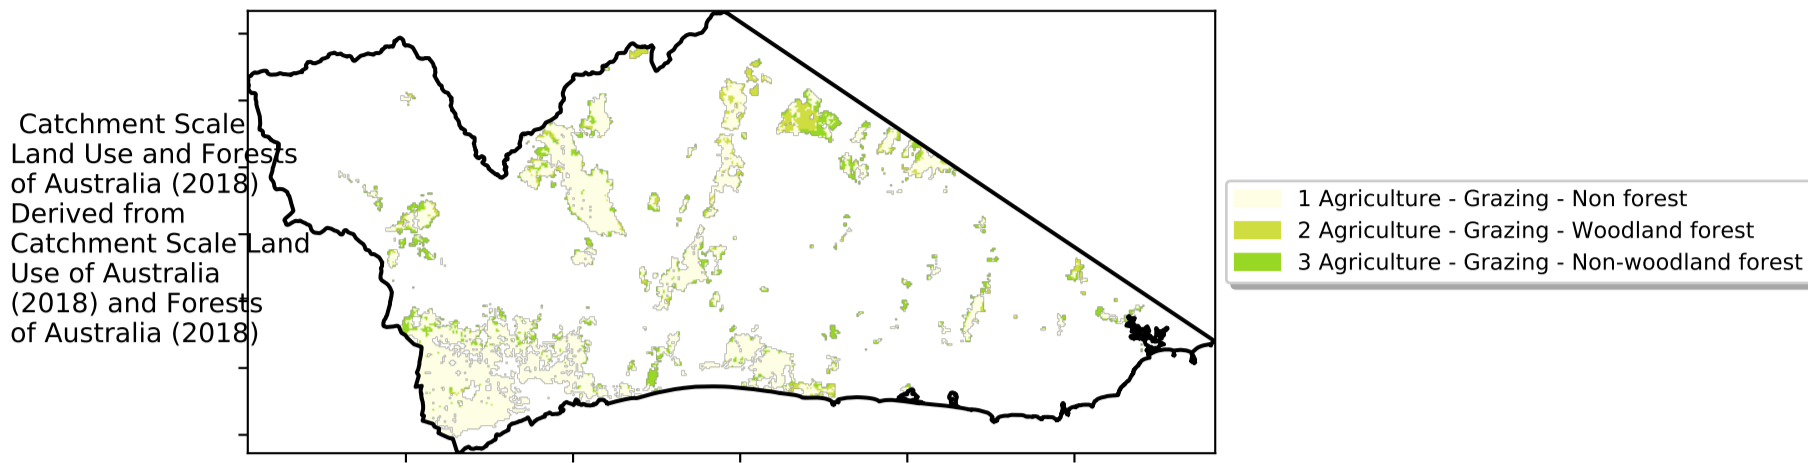 Catchment Scale
Land Use and Forests
of Australia (2018)
Derived from
Catchment Scale Land
Use of Australia
(2018) and Forests
of Australia (2018)
1 Agriculture - Grazing - Non forest
2 Agriculture - Grazing - Woodland forest
3 Agriculture - Grazing - Non-woodland forest